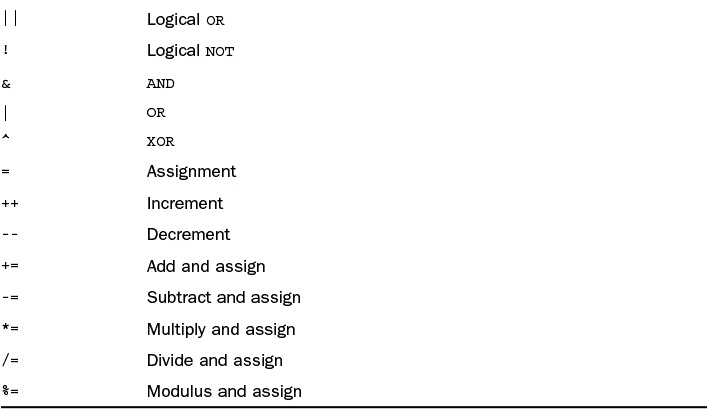 || Logical OR
! Logical NOT
& AND
| OR
^ XOR
= Assignment
++ Increment
-- Decrement
+= Add and assign
-= Subtract and assign
*= Multiply and assign
/= Divide and assign
%= Modulus and assign